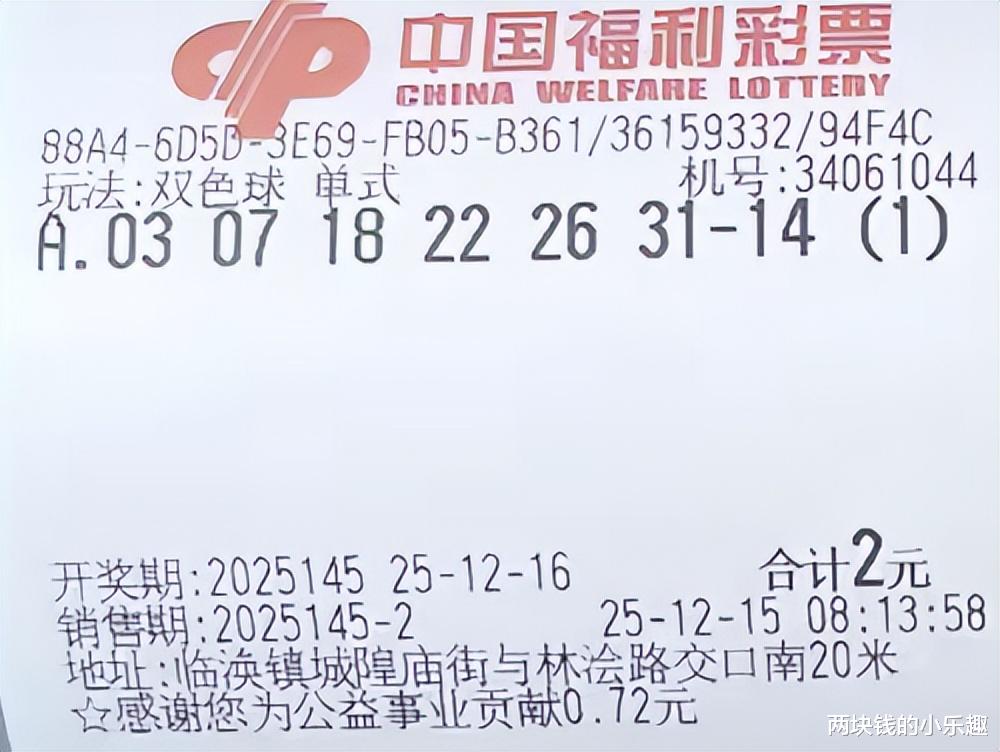 中国福利彩票
CHINA WELFARE LOTTERY
88A4-6D5D-3E69-FB05-B361/36159332/94F4C
玩法:双色球 单式 机号:34061044
A.03 07 18 22 26 31-14 (1)
开奖期:2025145 25-12-16 合计2元
销售期:2025145-2 25-12-15 08:13:58
地址:临涣镇城隍庙街与林浍路交口南20米
☆感谢您为公益事业贡献0.72元
两块钱的小乐趣